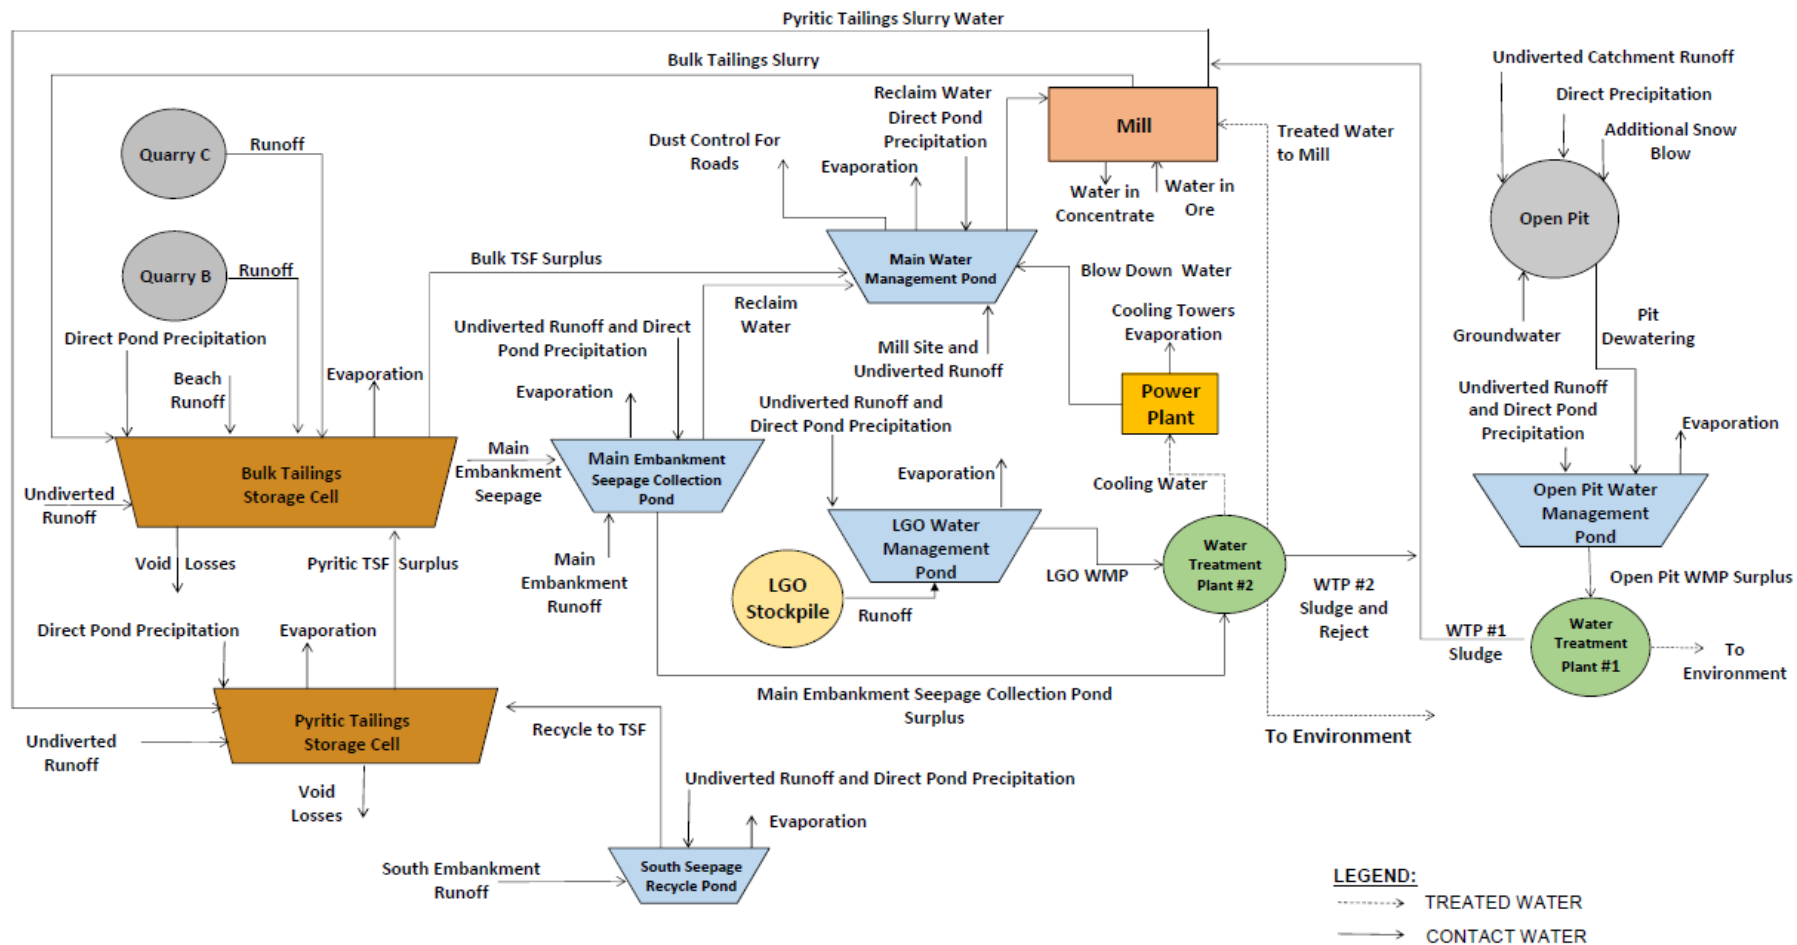 Pyritic Tailings Slurry Water
Bulk Tailings Slurry
Quarry C
Runoff
Quarry B
Runoff
Direct Pond Precipitation
Beach
Runoff
Evaporation
Bulk Tailings
Storage Cell
Undiverted
Runoff
Void Losses
Pyritic TSF Surplus
Direct Pond Precipitation
Evaporation
Pyritic Tailings
Storage Cell
Undiverted
Runoff
Void
Losses
Recycle to TSF
Undiverted Runoff and Direct Pond Precipitation
Evaporation
South Embankment
Runoff
South Seepage
Recycle Pond
Bulk TSF Surplus
Undiverted Runoff and Direct
Pond Precipitation
Evaporation
Main
Embankment
Seepage
Main Embankment
Seepage Collection
Pond
Main
Embankment
Runoff
Reclaim
Water
Main Embankment Seepage Collection Pond
Surplus
Dust Control For
Roads
Evaporation
Reclaim Water
Direct Pond
Precipitation
Main Water
Management Pond
Mill Site and
Undiverted Runoff
Mill
Water in
Concentrate
Water in
Ore
Treated Water
to Mill
Blow Down Water
Cooling Towers
Evaporation
Power
Plant
Cooling Water
Undiverted Runoff and
Direct Pond Precipitation
Evaporation
LGO Water
Management
Pond
LGO
Stockpile
Runoff
LGO WMP
Water
Treatment
Plant #2
WTP #2
Sludge and
Reject
To Environment
Undiverted Catchment Runoff
Direct Precipitation
Additional Snow
Blow
Open Pit
Groundwater
Pit
Dewatering
Undiverted Runoff
and Direct Pond
Precipitation
Evaporation
Open Pit Water
Management
Pond
Open Pit WMP Surplus
WTP #1
Sludge
Water
Treatment
Plant #1
To
Environment
LEGEND:
TREATED WATER
CONTACT WATER